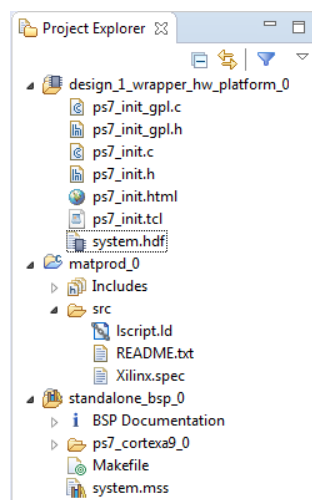 Project Explorer
design_1_wrapper_hw_platform_0
ps7_init_gpl.c
ps7_init_gpl.h
ps7_init.c
ps7_init.h
ps7_init.html
ps7_init.tcl
system.hdf
matprod_0
Includes
src
lscript.ld
README.txt
Xilinx.spec
standalone_bsp_0
BSP Documentation
ps7_cortexa9_0
Makefile
system.mss